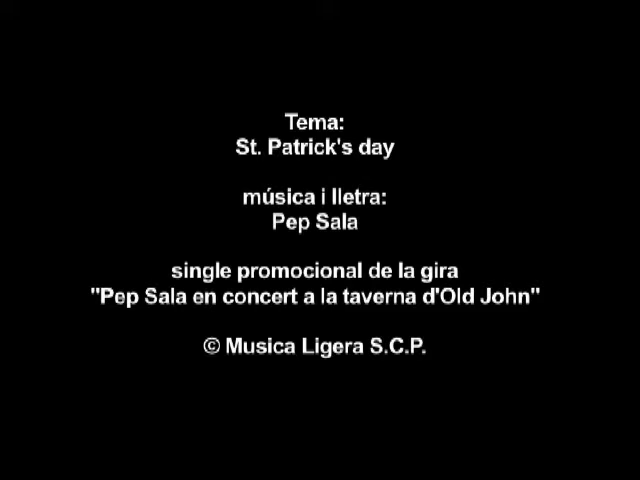 Tema:
St. Patrick's day
música i lletra:
Pep Sala
single promocional de la gira
"Pep Sala en concert a la taverna d'Old John"
© Musica Ligera S.C.P.